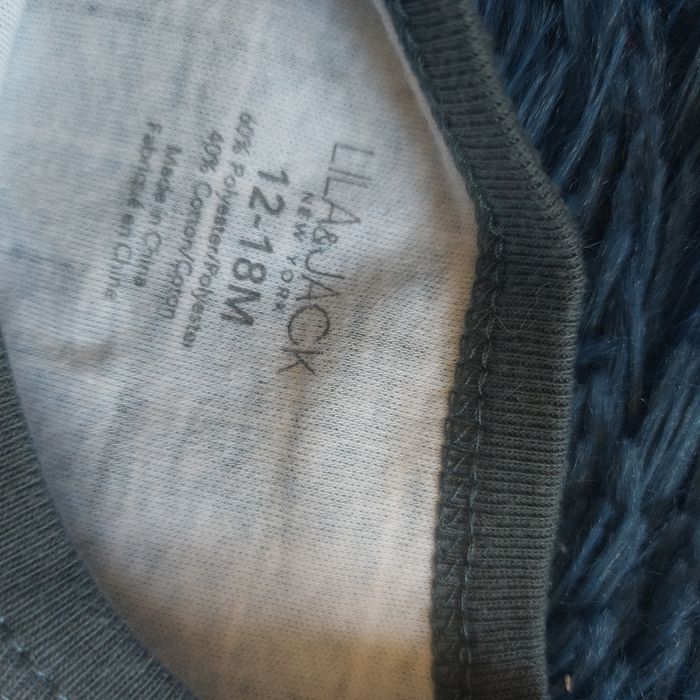 LILA&JACK
NEW YORK
12-18M
60% Polyester/Polyester
40% Cotton/Coton
Made in China
Fabriqué en Chine